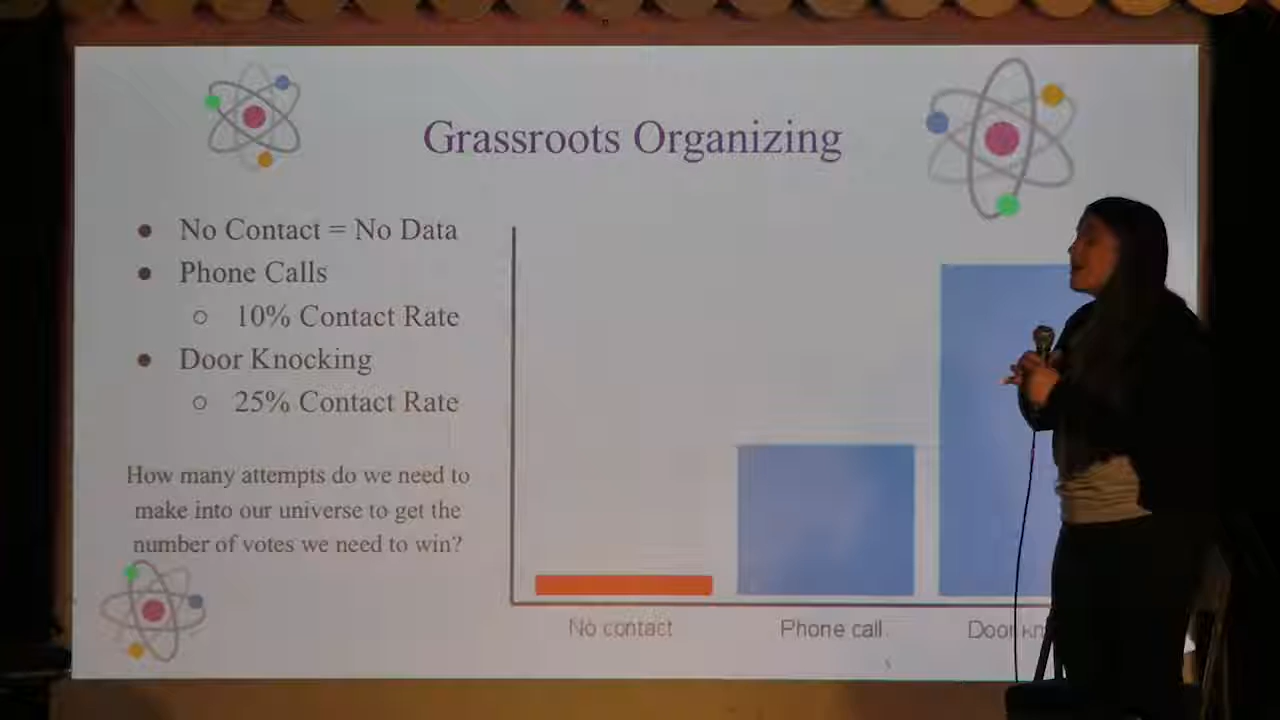 Grassroots Organizing
No Contact = No Data
Phone Calls
10% Contact Rate
Door Knocking
25% Contact Rate
How many attempts do we need to
make into our universe to get the
number of votes we need to win?
No contact
Phone call
Door kn